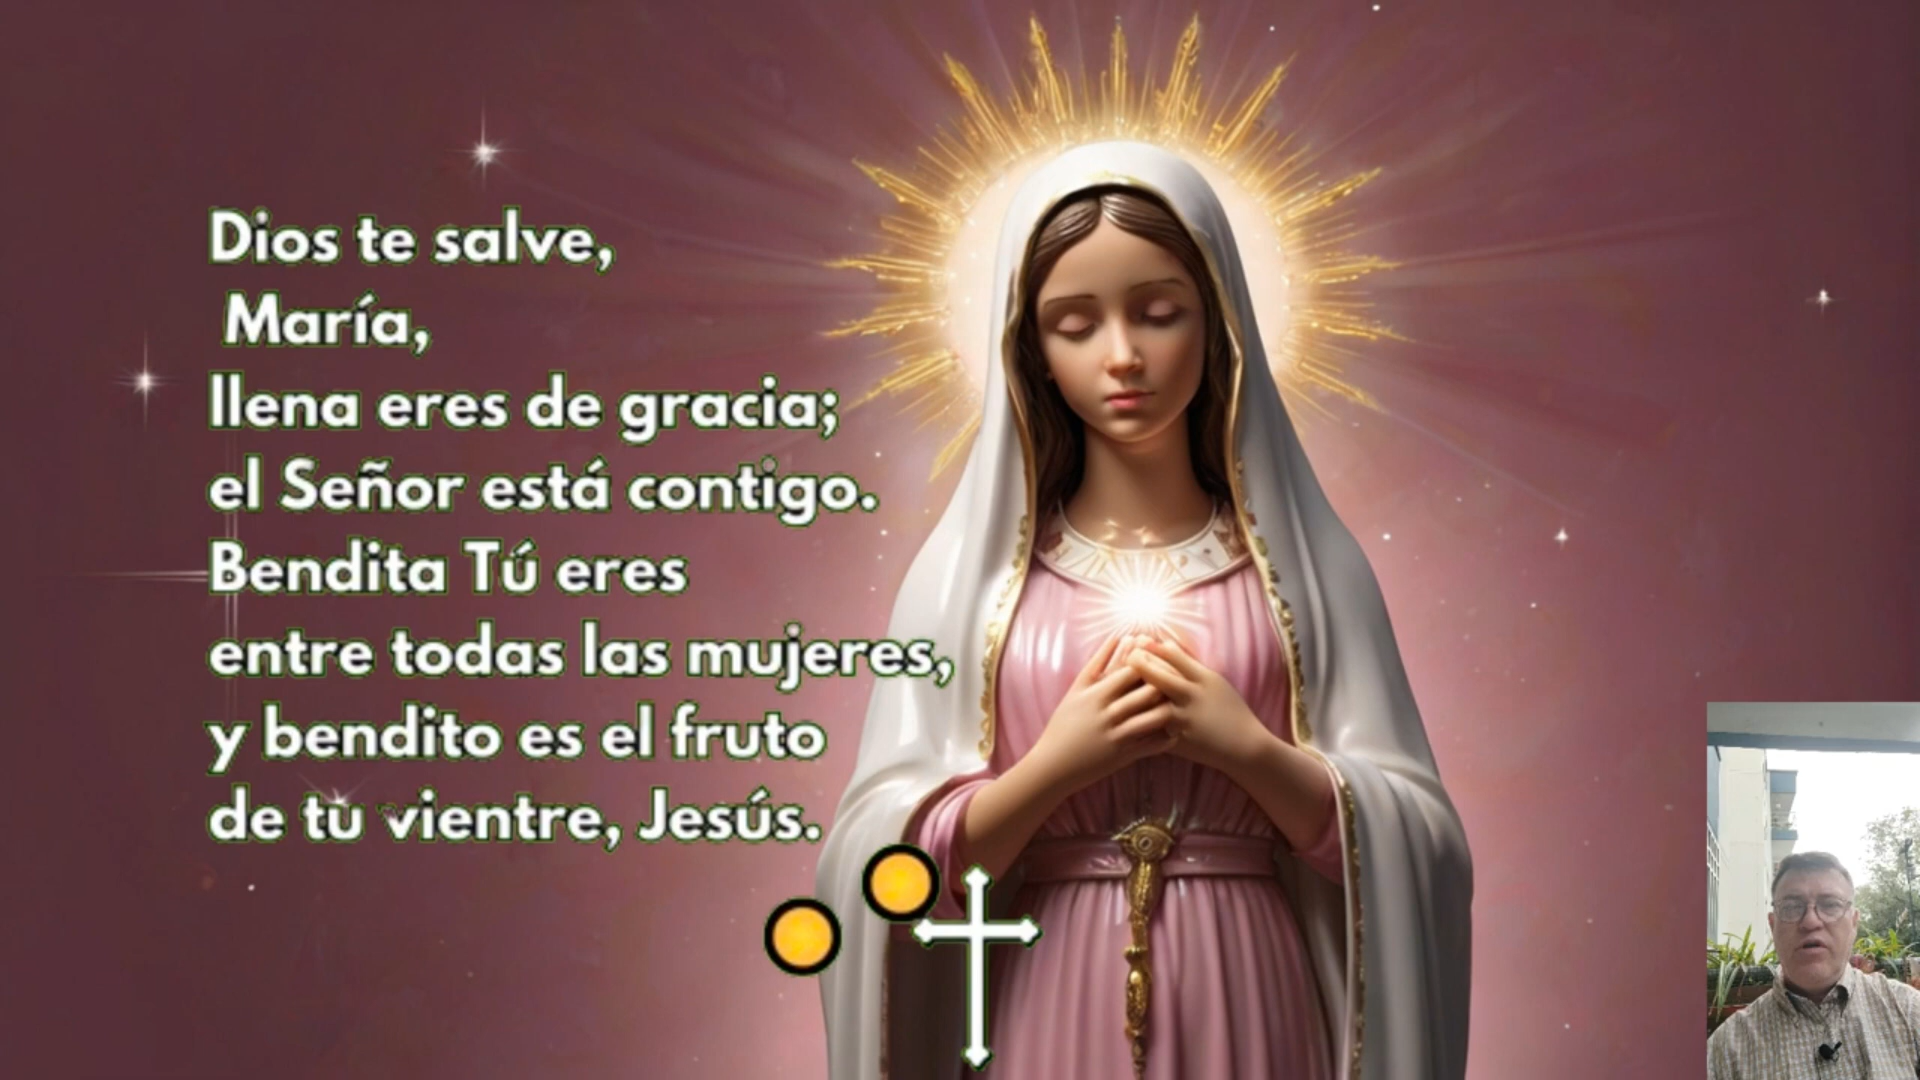 Dios te salve,
María,
llena eres de gracia;
el Señor está contigo.
Bendita Tú eres
entre todas las mujeres,
y bendito es el fruto
de tu vientre, Jesús.